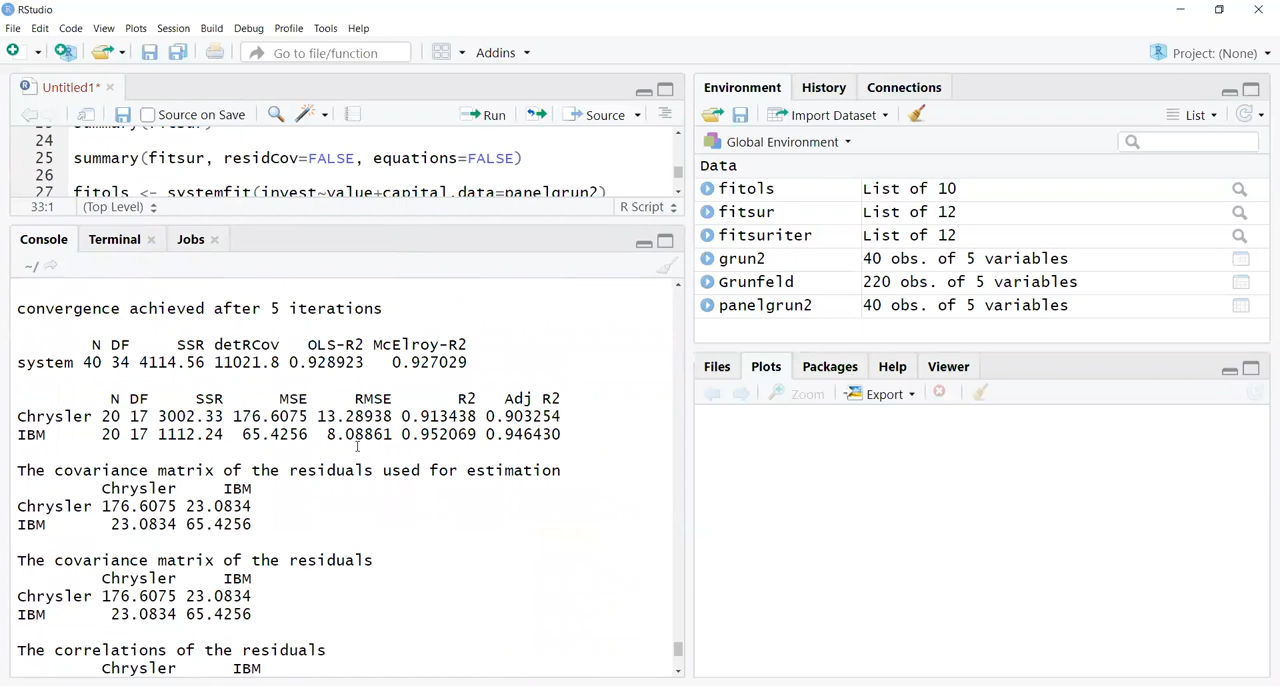 RStudio
File Edit Code View Plots Session Build Debug Profile Tools Help
Go to file/function Addins Project: (None)
Untitled1*
Source on Save Run Source
24
25 summary(fitsur, residCov=FALSE, equations=FALSE)
26
27 fitols <- systemfit(invest~value+capital,data=panelgrun2)
33:1 (Top Level) R Script
Console Terminal Jobs
~/
convergence achieved after 5 iterations
N DF SSR detRCov OLS-R2 McElroy-R2
system 40 34 4114.56 11021.8 0.928923 0.927029
N DF SSR MSE RMSE R2 Adj R2
Chrysler 20 17 3002.33 176.6075 13.28938 0.913438 0.903254
IBM 20 17 1112.24 65.4256 8.08861 0.952069 0.946430
The covariance matrix of the residuals used for estimation
Chrysler IBM
Chrysler 176.6075 23.0834
IBM 23.0834 65.4256
The covariance matrix of the residuals
Chrysler IBM
Chrysler 176.6075 23.0834
IBM 23.0834 65.4256
The correlations of the residuals
Chrysler IBM
Environment History Connections
Import Dataset List
Global Environment
Data
fitols List of 10
fitsur List of 12
fitsuriter List of 12
grun2 40 obs. of 5 variables
Grunfeld 220 obs. of 5 variables
panelgrun2 40 obs. of 5 variables
Files Plots Packages Help Viewer
Zoom Export